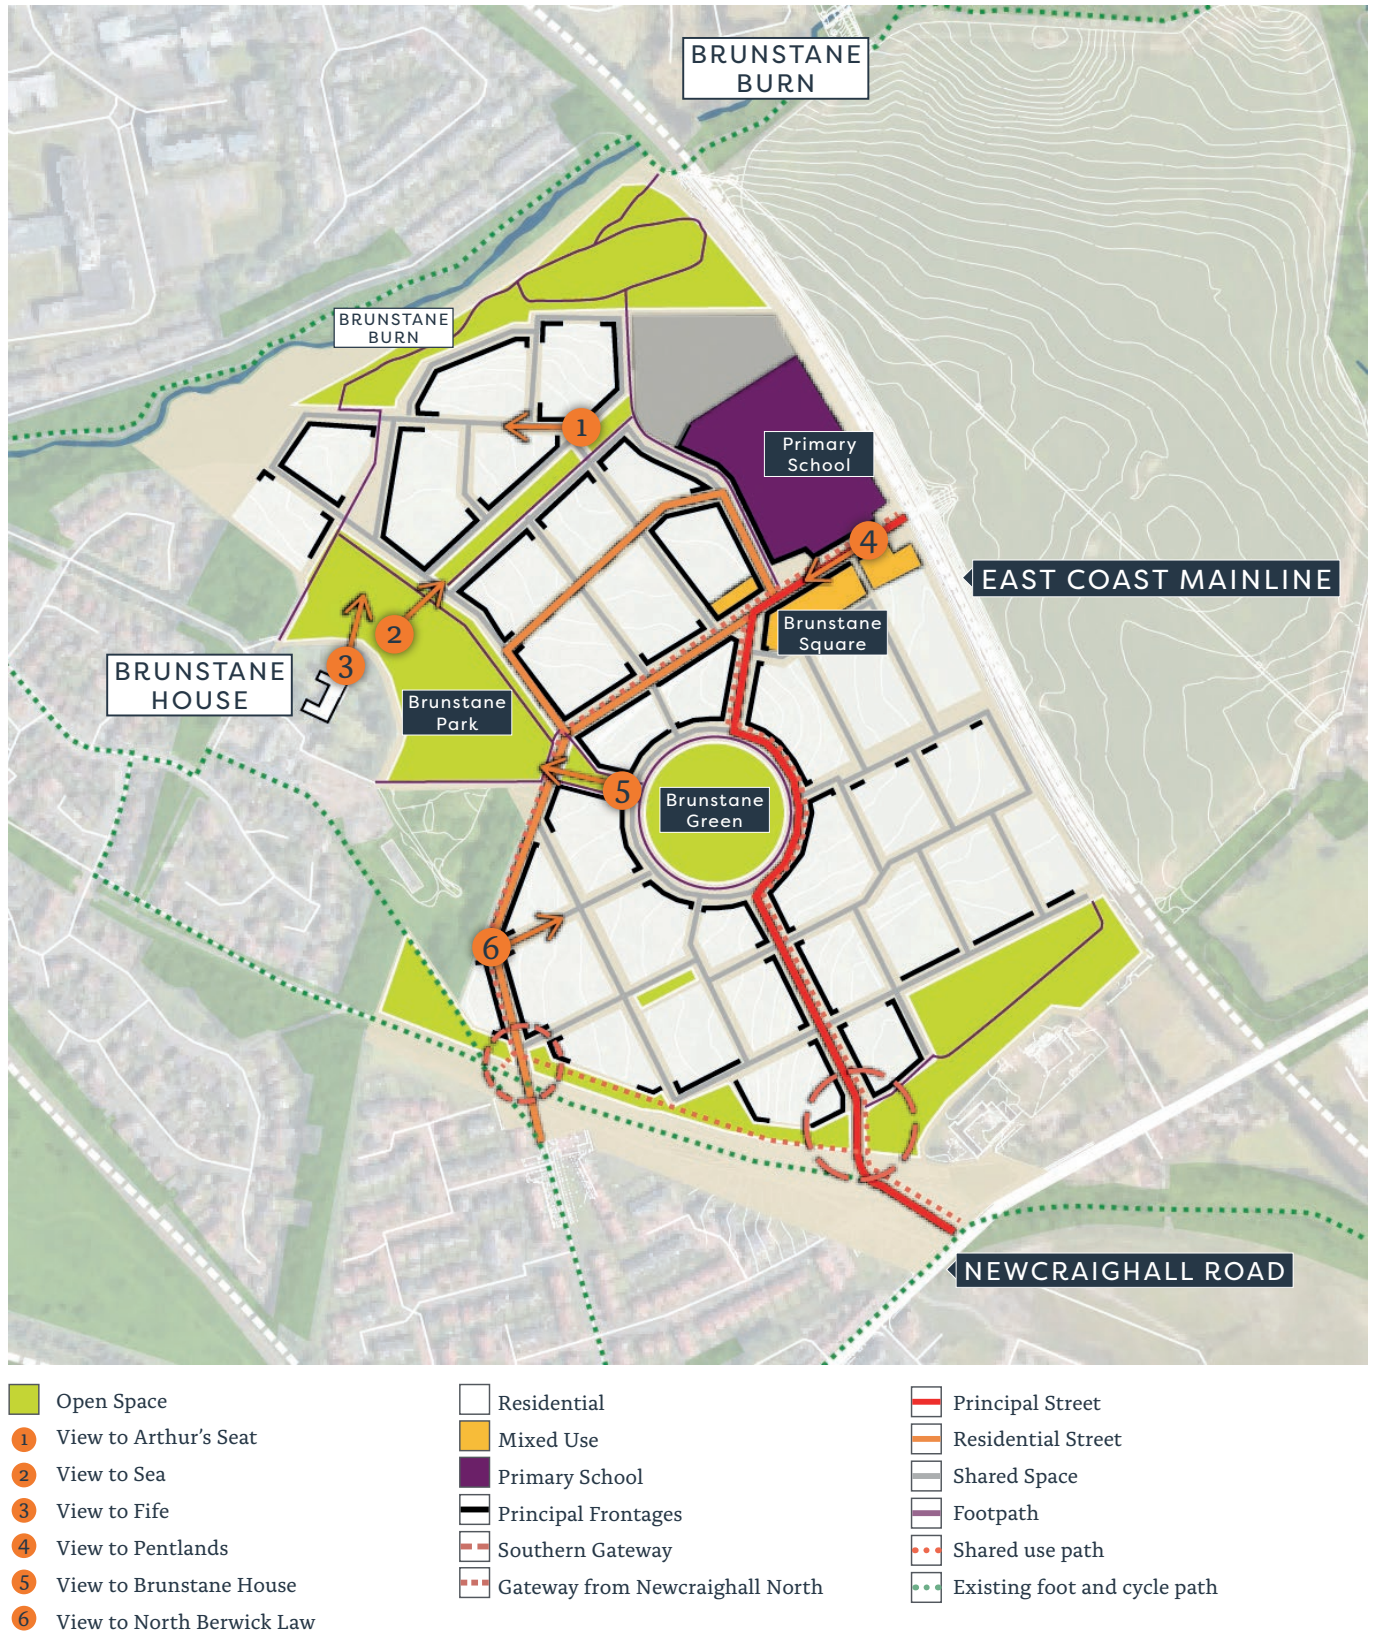 BRUNSTANE
BURN
BRUNSTANE
BURN
1
Primary
School
4
EAST COAST MAINLINE
2
Brunstane
Square
3
BRUNSTANE
HOUSE
Brunstane
Park
5
Brunstane
Green
6
NEWCRAIGHALL ROAD
Open Space
1 View to Arthur's Seat
2 View to Sea
3 View to Fife
4 View to Pentlands
5 View to Brunstane House
6 View to North Berwick Law
Residential
Mixed Use
Primary School
Principal Frontages
Southern Gateway
Gateway from Newcraighall North
Principal Street
Residential Street
Shared Space
Footpath
Shared use path
Existing foot and cycle path